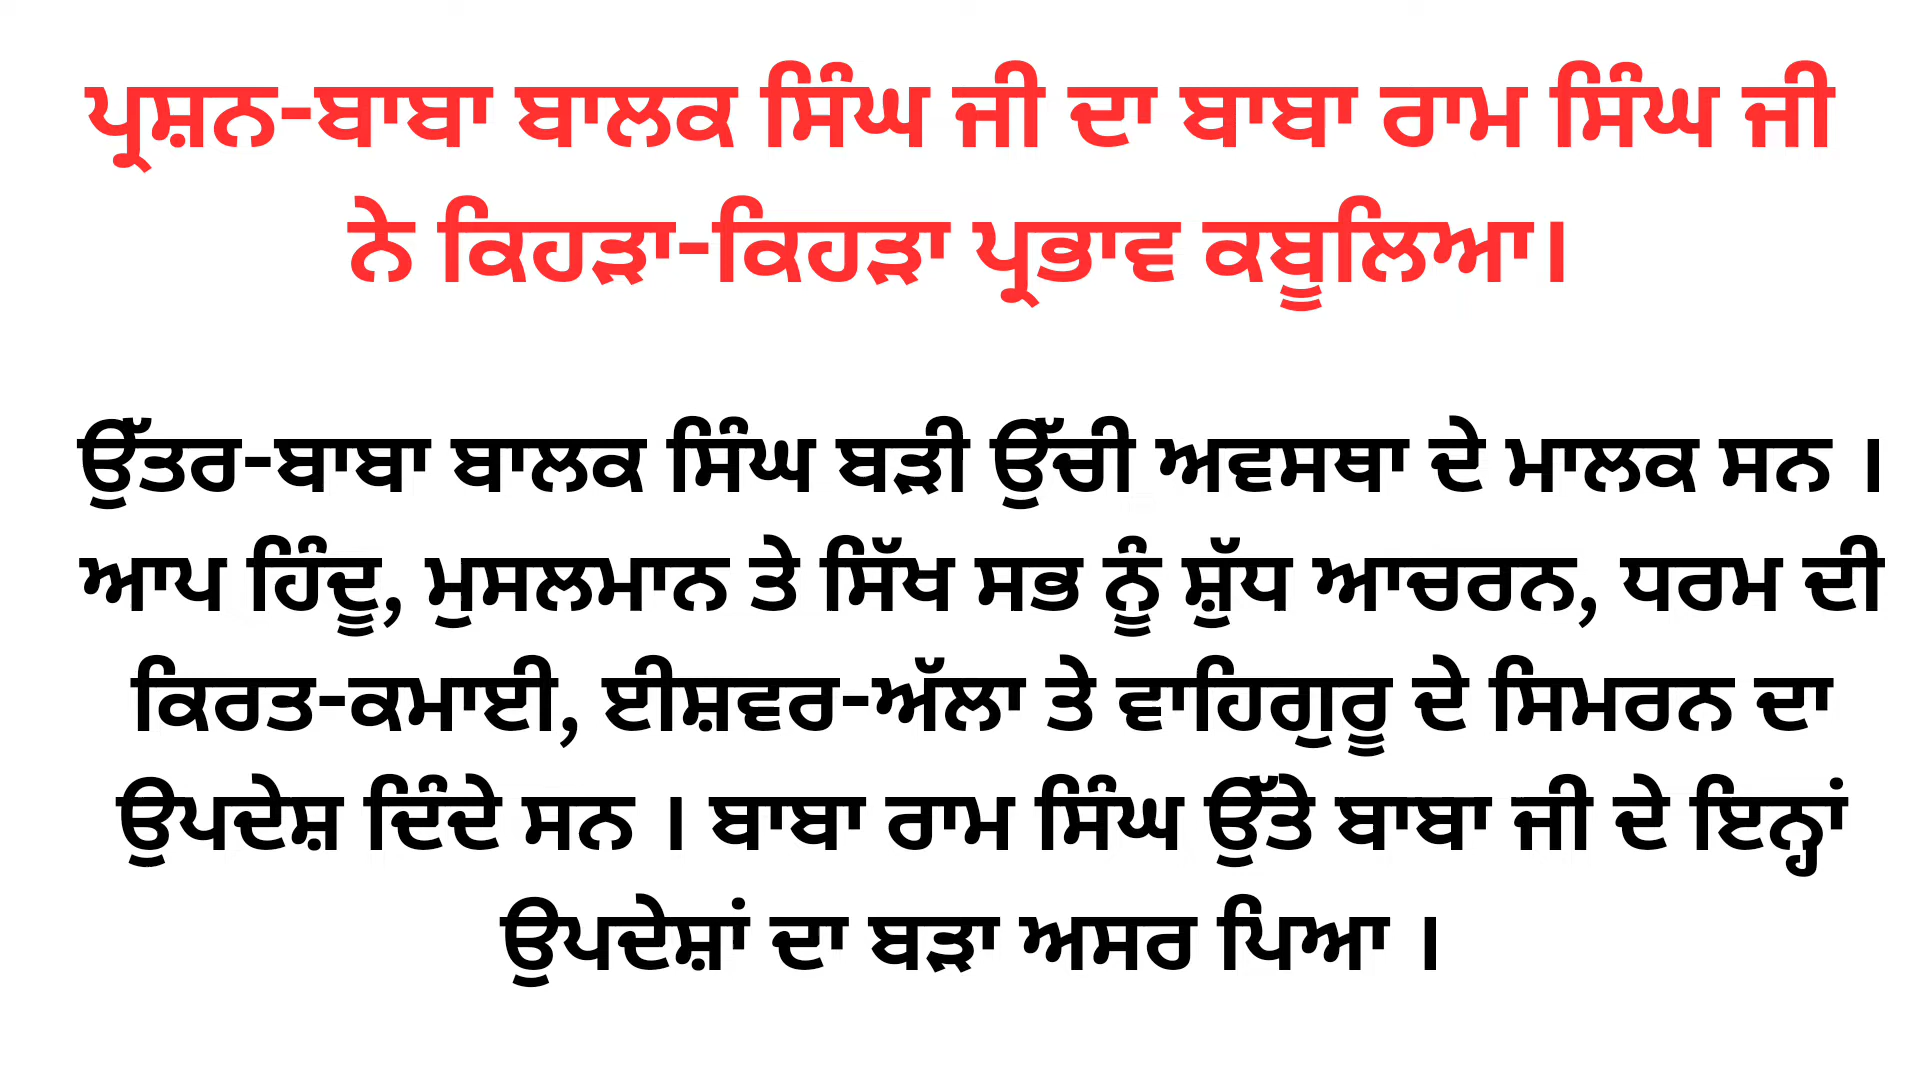 ਪ੍ਰਸ਼ਨ-ਬਾਬਾ ਬਾਲਕ ਸਿੰਘ ਜੀ ਦਾ ਬਾਬਾ ਰਾਮ ਸਿੰਘ ਜੀ
ਨੇ ਕਿਹੜਾ-ਕਿਹੜਾ ਪ੍ਰਭਾਵ ਕਬੂਲਿਆ।
ਉੱਤਰ-ਬਾਬਾ ਬਾਲਕ ਸਿੰਘ ਬੜੀ ਉੱਚੀ ਅਵਸਥਾ ਦੇ ਮਾਲਕ ਸਨ ।
ਆਪ ਹਿੰਦੂ, ਮੁਸਲਮਾਨ ਤੇ ਸਿੱਖ ਸਭ ਨੂੰ ਸ਼ੁੱਧ ਆਚਰਨ, ਧਰਮ ਦੀ
ਕਿਰਤ-ਕਮਾਈ, ਈਸ਼ਵਰ-ਅੱਲਾ ਤੇ ਵਾਹਿਗੁਰੂ ਦੇ ਸਿਮਰਨ ਦਾ
ਉਪਦੇਸ਼ ਦਿੰਦੇ ਸਨ । ਬਾਬਾ ਰਾਮ ਸਿੰਘ ਉੱਤੇ ਬਾਬਾ ਜੀ ਦੇ ਇਨ੍ਹਾਂ
ਉਪਦੇਸ਼ਾਂ ਦਾ ਬੜਾ ਅਸਰ ਪਿਆ ।